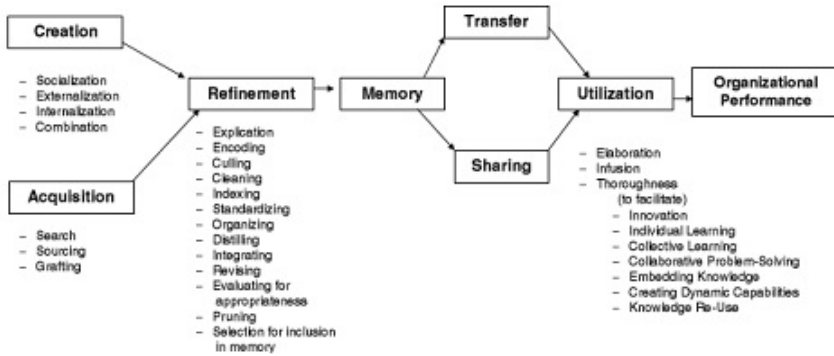 Creation
– Socialization
– Externalization
– Internalization
– Combination
Acquisition
– Search
– Sourcing
– Grafting
Refinement
– Explication
– Encoding
– Culling
– Cleaning
– Indexing
– Standardizing
– Organizing
– Distilling
– Integrating
– Revising
– Evaluating for
appropriateness
– Pruning
– Selection for inclusion
in memory
Memory
Transfer
Sharing
Utilization
– Elaboration
– Infusion
– Thoroughness
(to facilitate)
– Innovation
– Individual Learning
– Collective Learning
– Collaborative Problem-Solving
– Embedding Knowledge
– Creating Dynamic Capabilities
– Knowledge Re-Use
Organizational
Performance